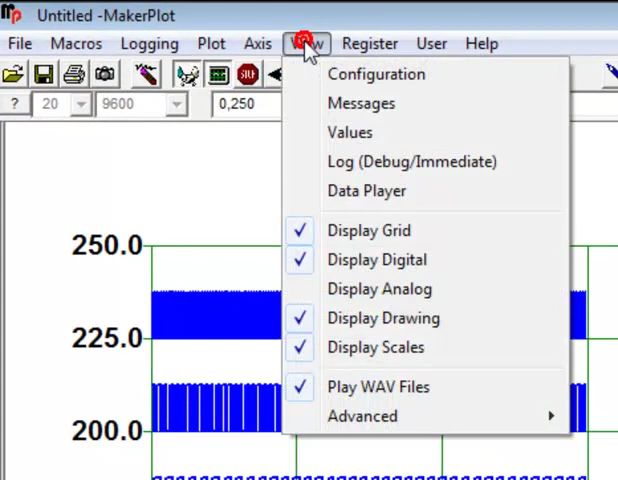 Untitled -MakerPlot
File Macros Logging Plot Axis View Register User Help
? 20 9600 0,250
Configuration
Messages
Values
Log (Debug/Immediate)
Data Player
Display Grid
Display Digital
Display Analog
Display Drawing
Display Scales
Play WAV Files
Advanced
250.0
225.0
200.0